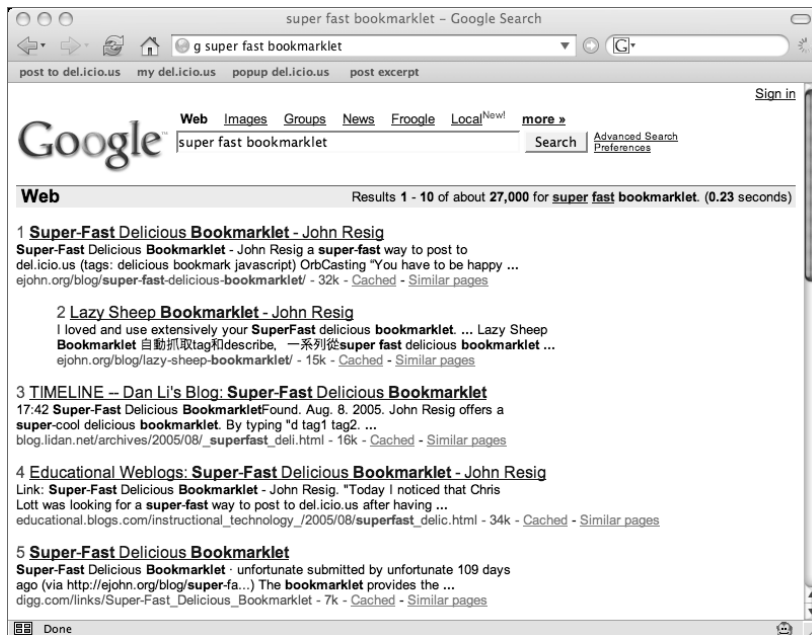 super fast bookmarklet - Google Search
g super fast bookmarklet
G
post to del.icio.us my del.icio.us popup del.icio.us post excerpt
Sign in
Google™
Web Images Groups News Froogle Local New! more »
super fast bookmarklet Search Advanced Search
Preferences
Web Results 1 - 10 of about 27,000 for super fast bookmarklet. (0.23 seconds)
1 Super-Fast Delicious Bookmarklet - John Resig
Super-Fast Delicious Bookmarklet - John Resig a super-fast way to post to
del.icio.us (tags: delicious bookmark javascript) OrbCasting "You have to be happy ...
ejohn.org/blog/super-fast-delicious-bookmarklet/ - 32k - Cached - Similar pages
2 Lazy Sheep Bookmarklet - John Resig
I loved and use extensively your SuperFast delicious bookmarklet. ... Lazy Sheep
Bookmarklet 自動抓取tag和describe, 一系列從super fast delicious bookmarklet ...
ejohn.org/blog/lazy-sheep-bookmarklet/ - 15k - Cached - Similar pages
3 TIMELINE -- Dan Li's Blog: Super-Fast Delicious Bookmarklet
17:42 Super-Fast Delicious BookmarkletFound. Aug. 8. 2005. John Resig offers a
super-cool delicious bookmarklet. By typing "d tag1 tag2. ...
blog.lidan.net/archives/2005/08/_superfast_deli.html - 16k - Cached - Similar pages
4 Educational Weblogs: Super-Fast Delicious Bookmarklet - John Resig
Link: Super-Fast Delicious Bookmarklet - John Resig. "Today I noticed that Chris
Lott was looking for a super-fast way to post to del.icio.us after having ...
educational.blogs.com/instructional_technology_/2005/08/superfast_delic.html - 34k - Cached - Similar pages
5 Super-Fast Delicious Bookmarklet
Super-Fast Delicious Bookmarklet · unfortunate submitted by unfortunate 109 days
ago (via http://ejohn.org/blog/super-fa...) The bookmarklet provides the ...
digg.com/links/Super-Fast_Delicious_Bookmarklet - 7k - Cached - Similar pages
Done